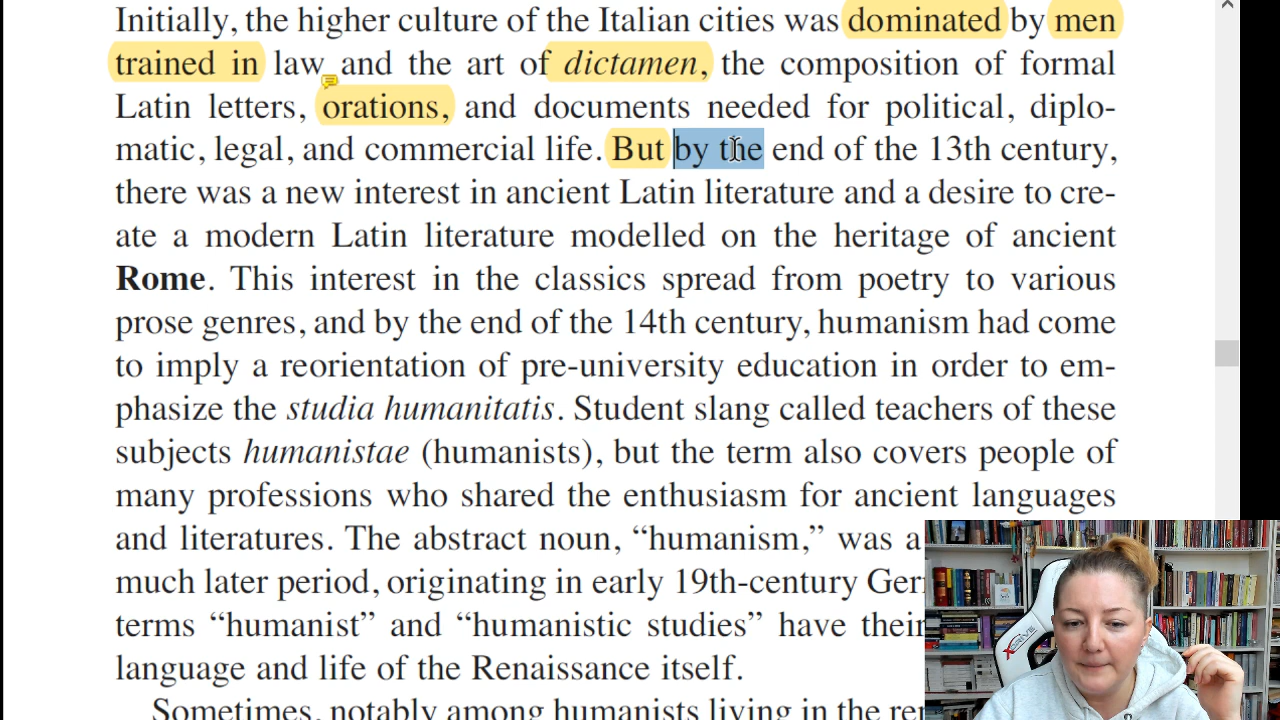 Initially, the higher culture of the Italian cities was dominated by men
trained in law and the art of dictamen, the composition of formal
Latin letters, orations, and documents needed for political, diplo-
matic, legal, and commercial life. But by the end of the 13th century,
there was a new interest in ancient Latin literature and a desire to cre-
ate a modern Latin literature modelled on the heritage of ancient
Rome. This interest in the classics spread from poetry to various
prose genres, and by the end of the 14th century, humanism had come
to imply a reorientation of pre-university education in order to em-
phasize the studia humanitatis. Student slang called teachers of these
subjects humanistae (humanists), but the term also covers people of
many professions who shared the enthusiasm for ancient languages
and literatures. The abstract noun, “humanism,” was a
much later period, originating in early 19th-century
terms “humanist” and “humanistic studies” have
language and life of the Renaissance itself.
Sometimes, notably among humanists living in the